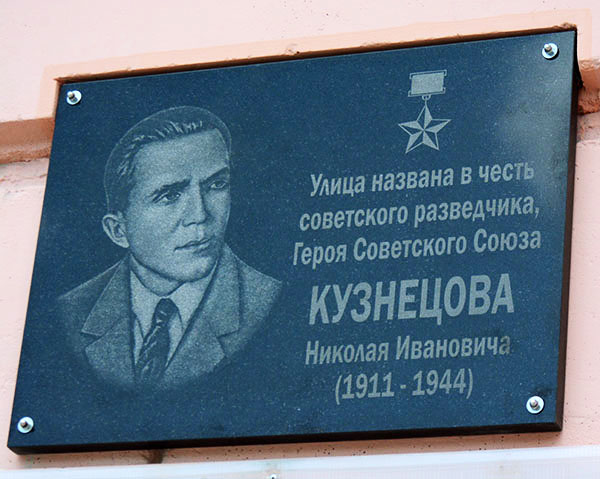 Улица названа в честь
советского разведчика,
Героя Советского Союза
КУЗНЕЦОВА
Николая Ивановича
(1911 - 1944)